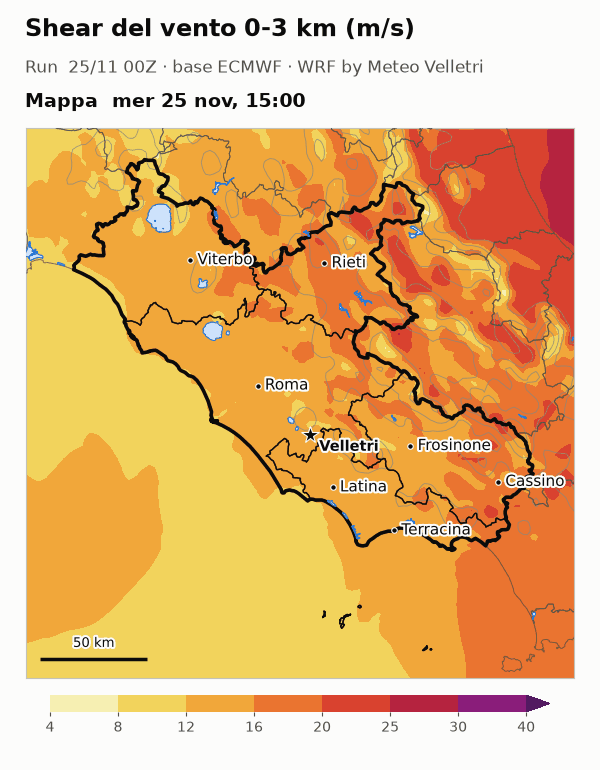 Shear del vento 0-3 km (m/s)
Run  25/11 00Z · base ECMWF · WRF by Meteo Velletri
Mappa  mer 25 nov, 15:00
Viterbo
Rieti
Roma
Velletri
Frosinone
Latina
Cassino
Terracina
50 km
4 8 12 16 20 25 30 40